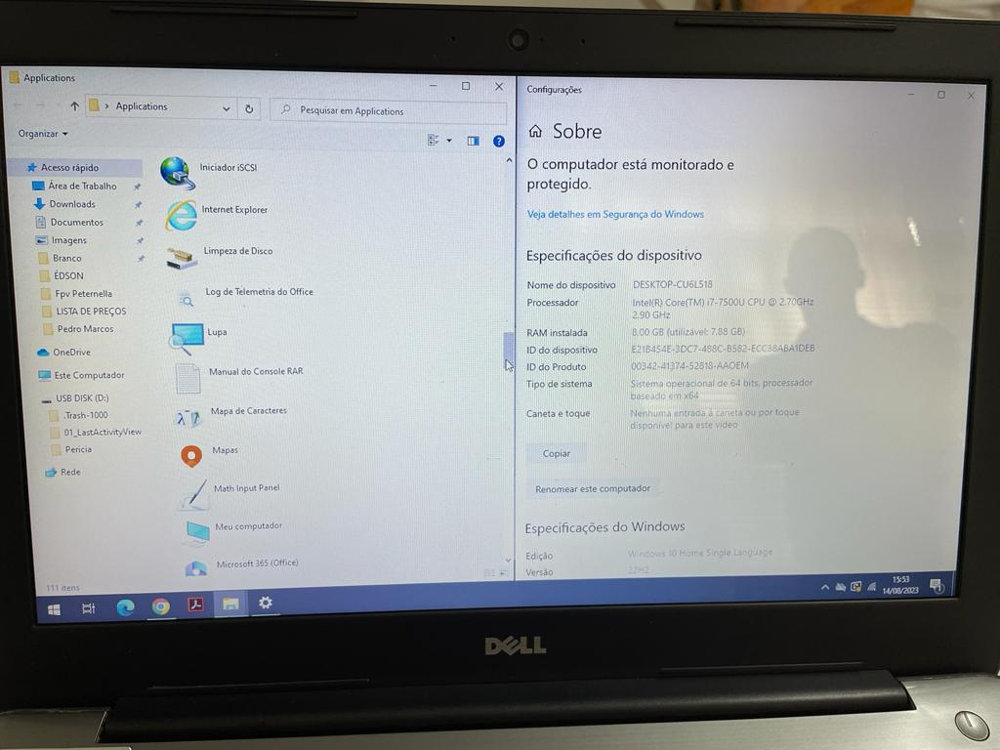 Applications
Applications
Pesquisar em Applications
Organizar
Acesso rápido
Área de Trabalho
Downloads
Documentos
Imagens
Branco
ÉDSON
Fpv Peternella
LISTA DE PREÇOS
Pedro Marcos
OneDrive
Este Computador
USB DISK (D:)
.Trash-1000
01_LastActivityView
Pericia
Rede
Iniciador iSCSI
Internet Explorer
Limpeza de Disco
Log de Telemetria do Office
Lupa
Manual do Console RAR
Mapa de Caracteres
Mapas
Math Input Panel
Meu computador
Microsoft 365 (Office)
111 itens
Configurações
Sobre
O computador está monitorado e
protegido.
Veja detalhes em Segurança do Windows
Especificações do dispositivo
Nome do dispositivo DESKTOP-CU6L518
Processador Intel(R) Core(TM) i7-7500U CPU @ 2.70GHz
2.90 GHz
RAM instalada 8.00 GB (utilizável: 7.88 GB)
ID do dispositivo E21B454E-3DC7-488C-B582-ECC38ABA1DEB
ID do Produto 00342-41374-52818-AAOEM
Tipo de sistema Sistema operacional de 64 bits, processador
baseado em x64
Caneta e toque Nenhuma entrada à caneta ou por toque
disponível para este vídeo
Copiar
Renomear este computador
Especificações do Windows
Edição Windows 10 Home Single Language
Versão 22H2
15:53
14/08/2023
DELL